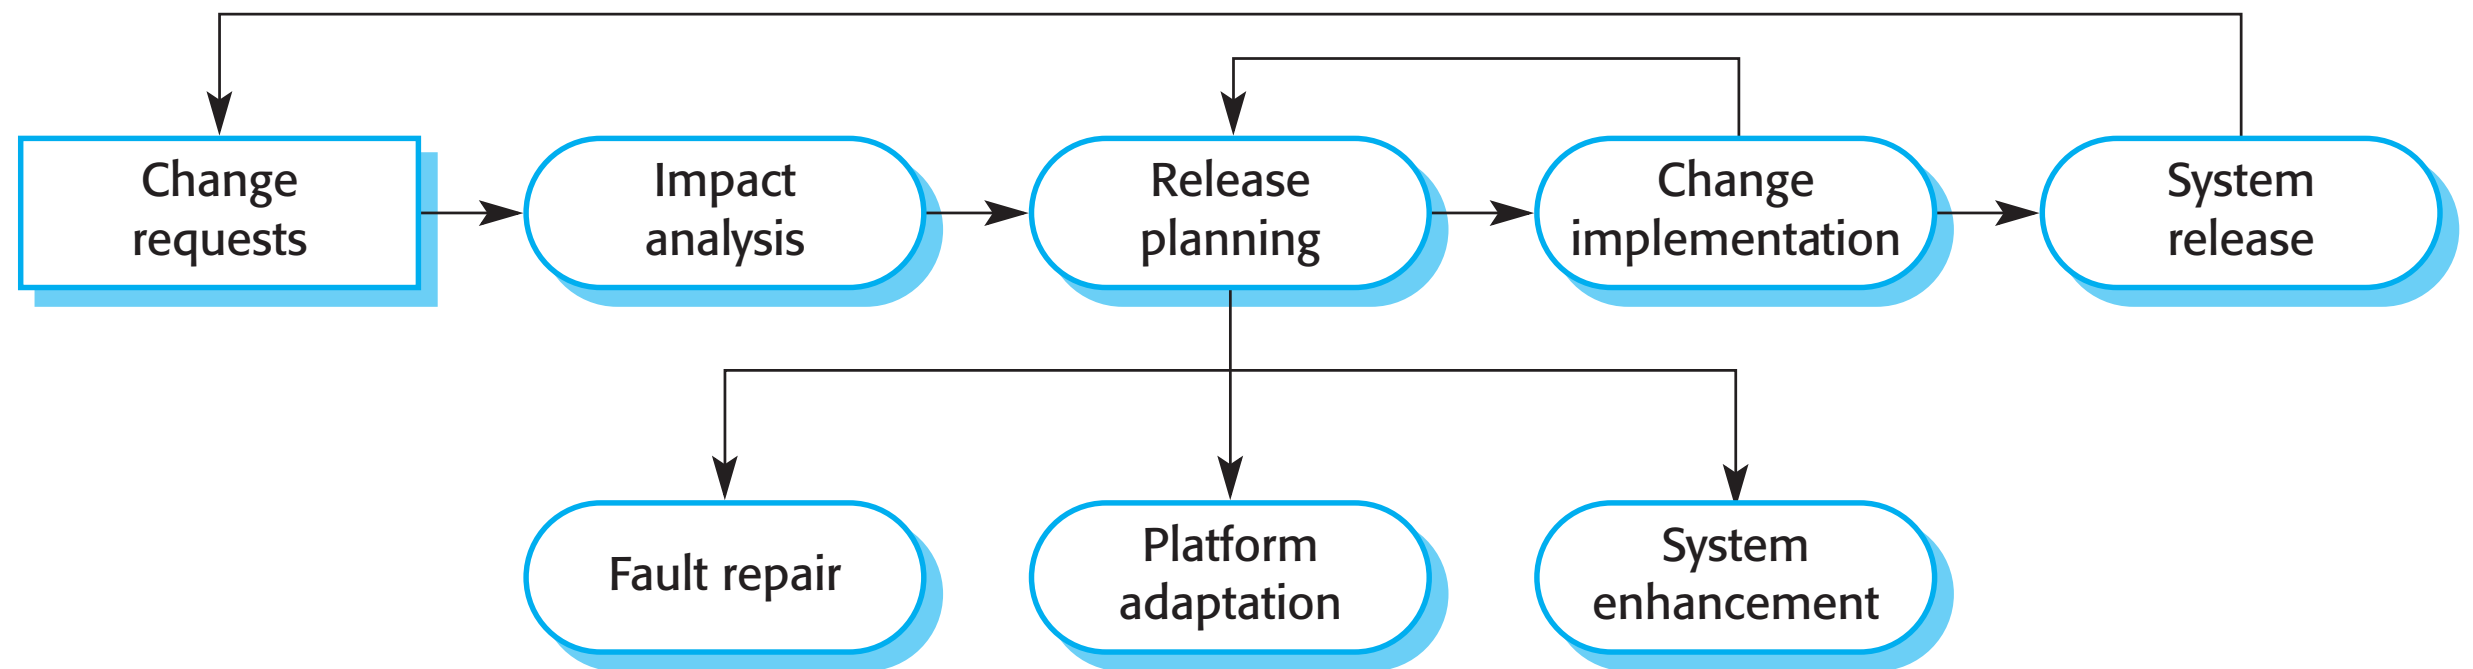 Change
requests
Impact
analysis
Release
planning
Change
implementation
System
release
Fault repair
Platform
adaptation
System
enhancement